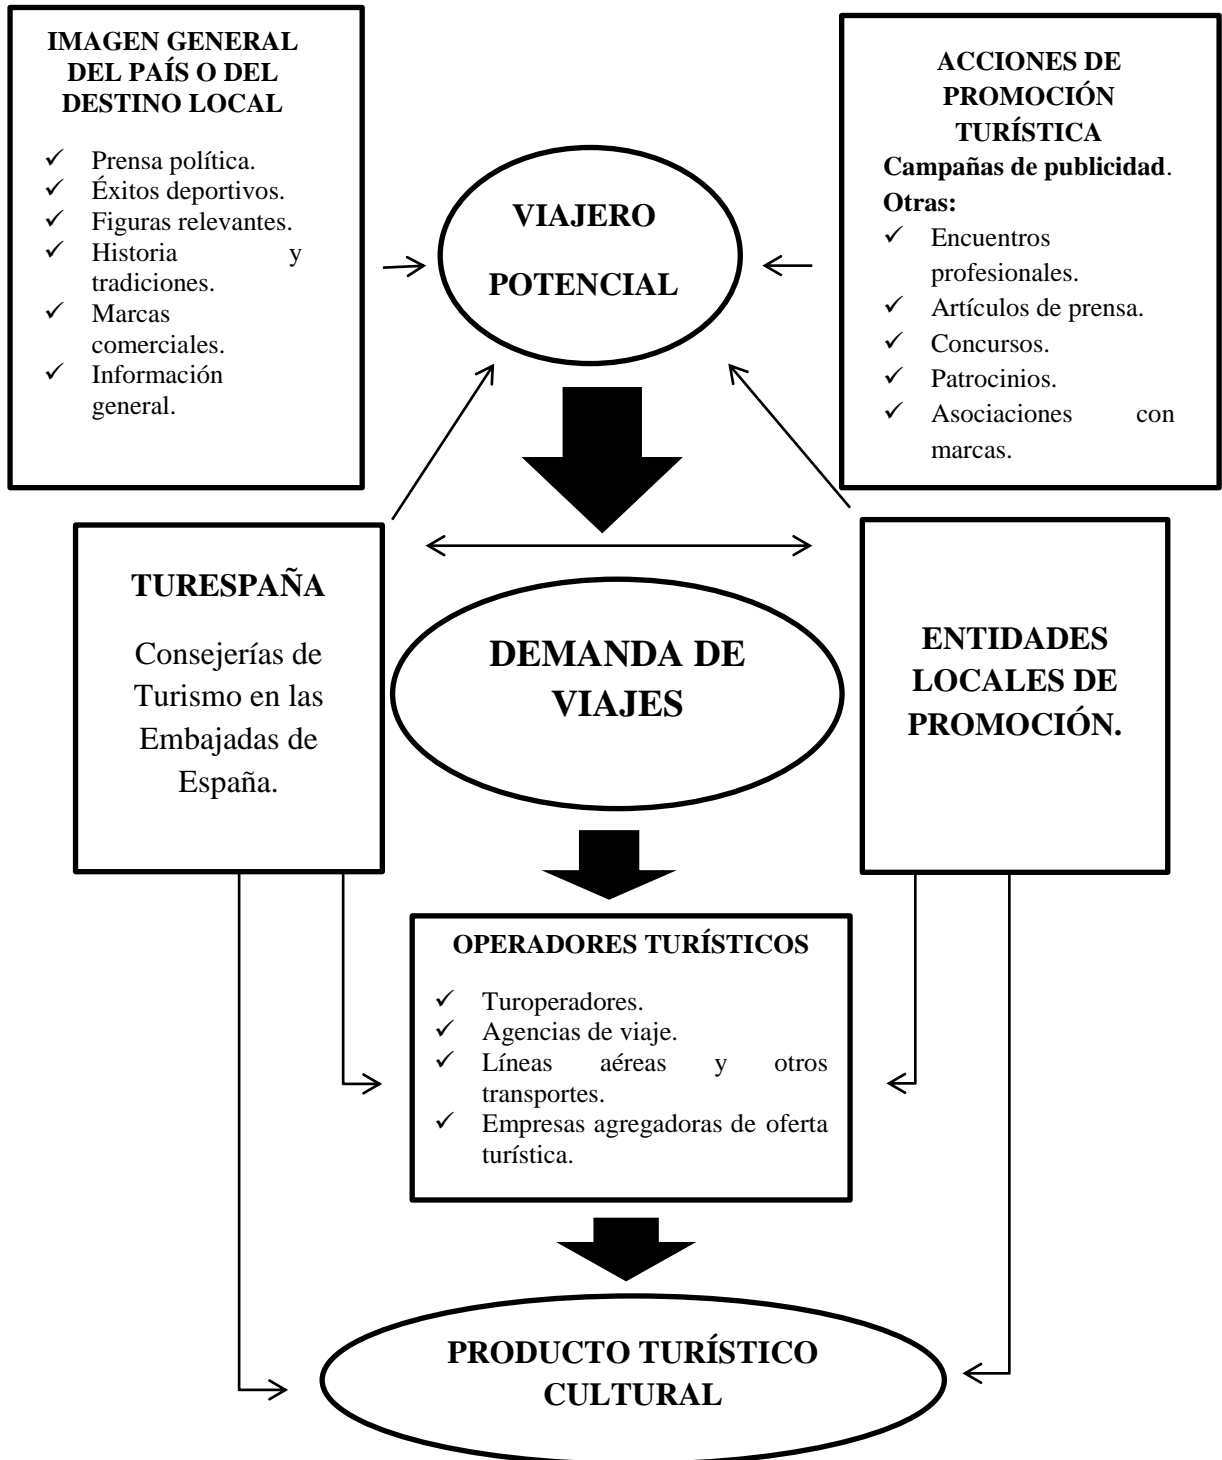 IMAGEN GENERAL
DEL PAÍS O DEL
DESTINO LOCAL
✓ Prensa política.
✓ Éxitos deportivos.
✓ Figuras relevantes.
✓ Historia y
tradiciones.
✓ Marcas
comerciales.
✓ Información
general.
VIAJERO
POTENCIAL
ACCIONES DE
PROMOCIÓN
TURÍSTICA
Campañas de publicidad.
Otras:
✓ Encuentros
profesionales.
✓ Artículos de prensa.
✓ Concursos.
✓ Patrocinios.
✓ Asociaciones con
marcas.
TURESPAÑA
Consejerías de
Turismo en las
Embajadas de
España.
DEMANDA DE
VIAJES
ENTIDADES
LOCALES DE
PROMOCIÓN.
OPERADORES TURÍSTICOS
✓ Turoperadores.
✓ Agencias de viaje.
✓ Líneas aéreas y otros
transportes.
✓ Empresas agregadoras de oferta
turística.
PRODUCTO TURÍSTICO
CULTURAL